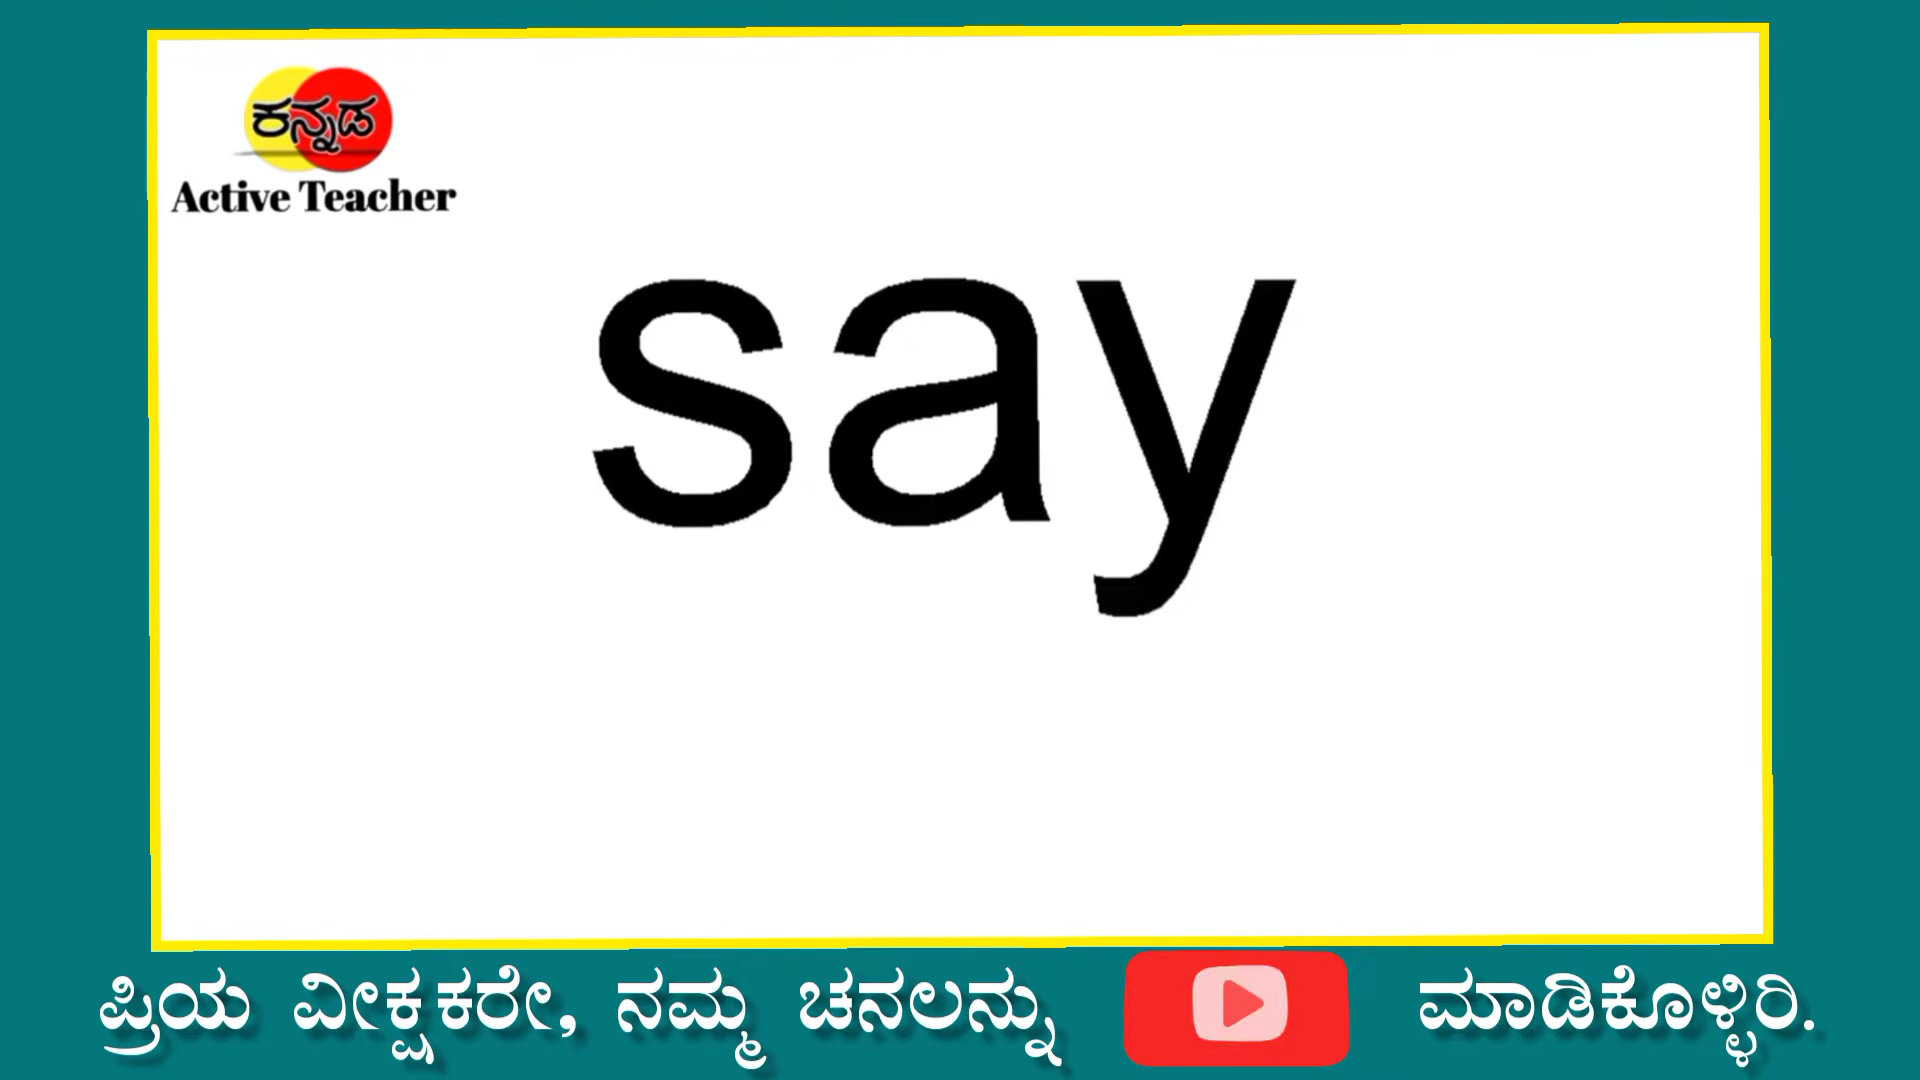 ಕನ್ನಡ
Active Teacher
say
ಪ್ರಿಯ ವೀಕ್ಷಕರೇ, ನಮ್ಮ ಚನಲನ್ನು ಮಾಡಿಕೊಳ್ಳಿರಿ.